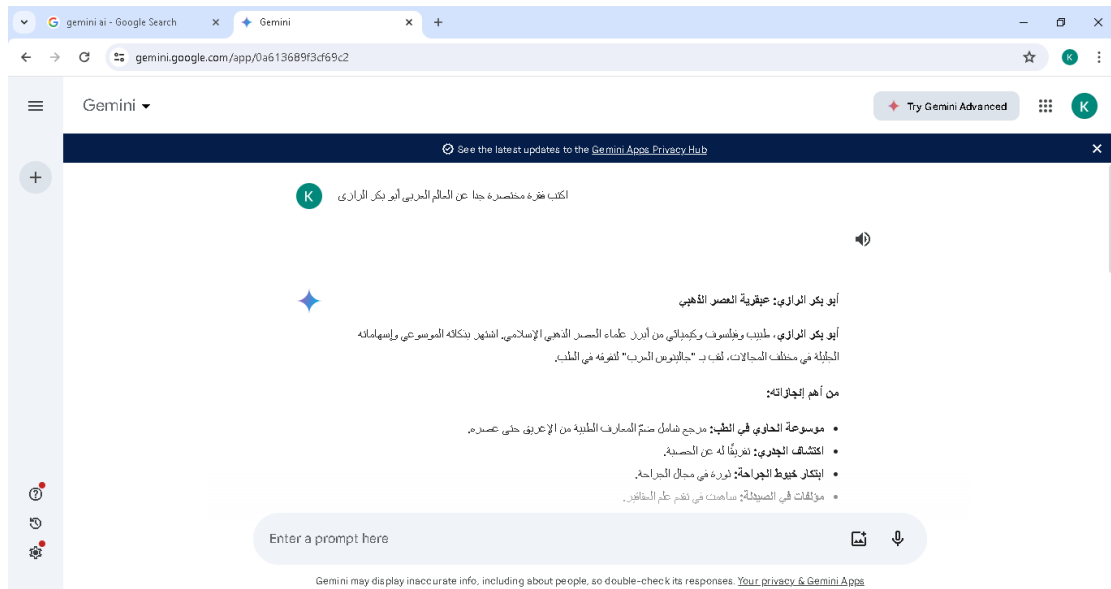 gemini ai - Google Search
Gemini
gemini.google.com/app/0a613689f3cf69c2
K
Gemini
Try Gemini Advanced
K
See the latest updates to the Gemini Apps Privacy Hub
K
اكتب فقرة مختصرة جدا عن العالم العربى أبو بكر الرازى
أبو بكر الرازي: عبقرية العصر الذهبي
أبو بكر الرازي، طبيب وفيلسوف وكيميائي من أبرز علماء العصر الذهبي الإسلامي. اشتهر بذكائه الموسوعي وإسهاماته
الجليلة في مختلف المجالات، لقب بـ "جالينوس العرب" لتفوقه في الطب.
من أهم إنجازاته:
• موسوعة الحاوي في الطب: مرجع شامل ضمّ المعارف الطبية من الإغريق حتى عصره.
• اكتشاف الجدري: تفريقًا له عن الحصبة.
• ابتكار خيوط الجراحة: ثورة في مجال الجراحة.
• مؤلفات في الصيدلة: ساهمت في تقدم علم العقاقير.
Enter a prompt here
Gemini may display inaccurate info, including about people, so double-check its responses. Your privacy & Gemini Apps